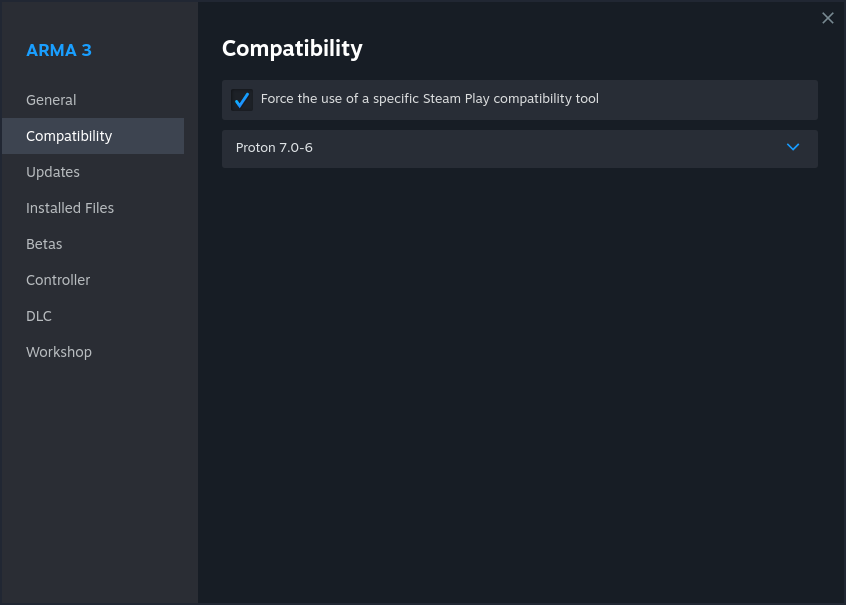 ARMA 3
General
Compatibility
Updates
Installed Files
Betas
Controller
DLC
Workshop
Compatibility
Force the use of a specific Steam Play compatibility tool
Proton 7.0-6